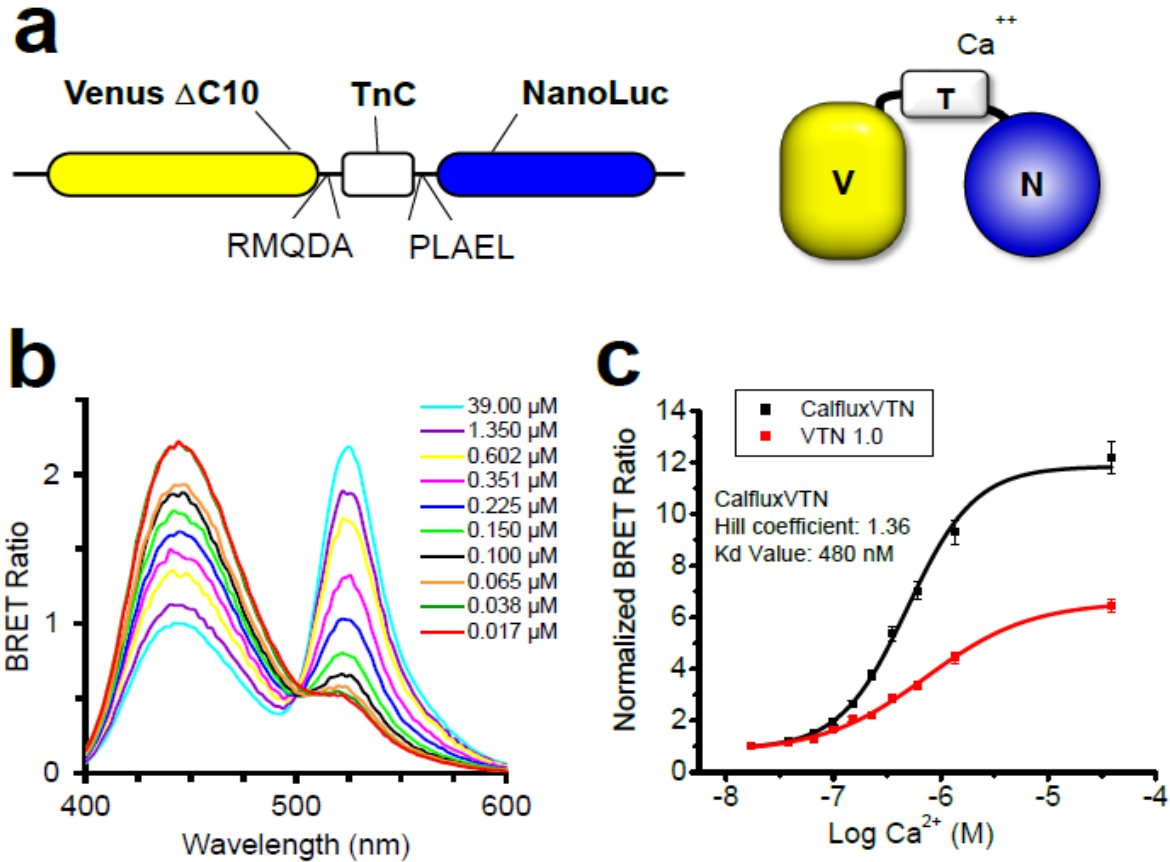 a
Venus ΔC10
TnC
NanoLuc
RMQDA
PLAEL
Ca++
V
T
N
b
BRET Ratio
2
1
0
400
500
600
Wavelength (nm)
39.00 µM
1.350 µM
0.602 µM
0.351 µM
0.225 µM
0.150 µM
0.100 µM
0.065 µM
0.038 µM
0.017 µM
c
Normalized BRET Ratio
14
12
10
8
6
4
2
0
CalfluxVTN
VTN 1.0
CalfluxVTN
Hill coefficient: 1.36
Kd Value: 480 nM
-8
-7
-6
-5
-4
Log Ca2+ (M)